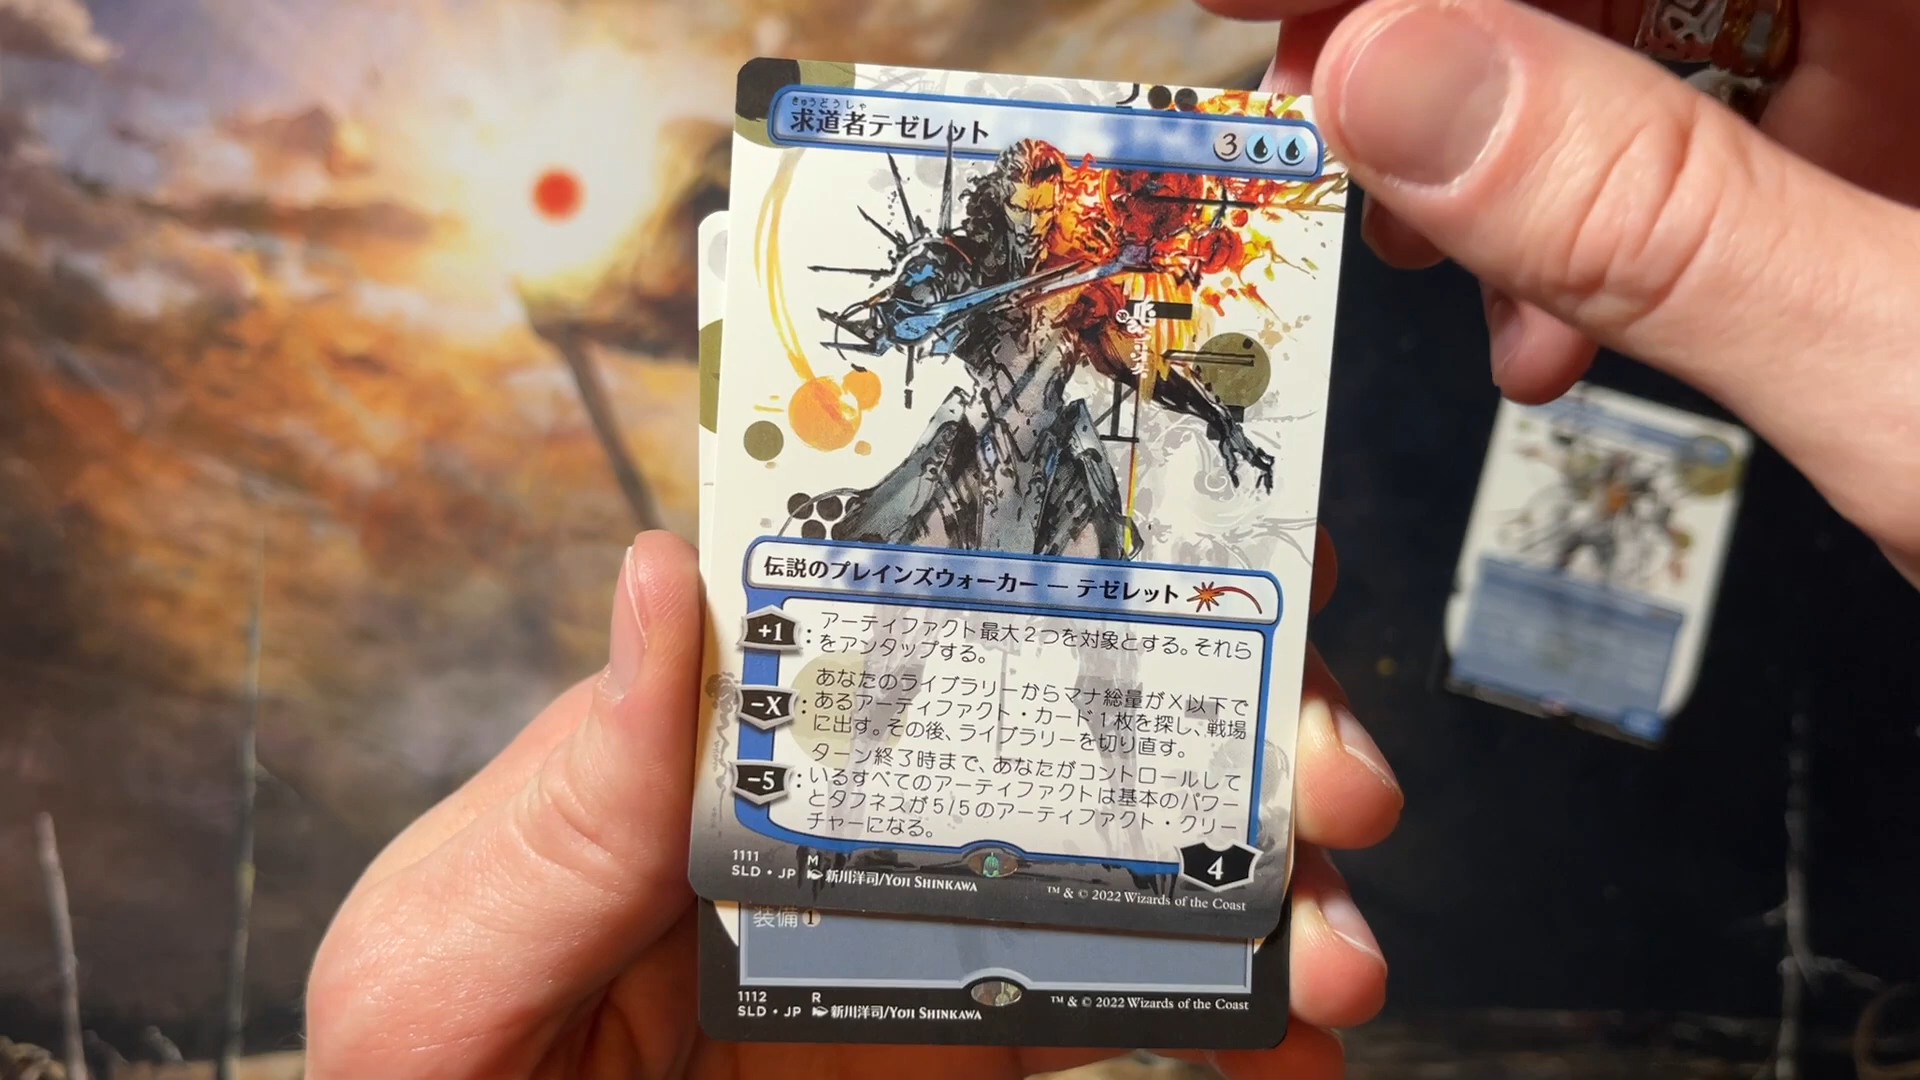 きゅうどうしゃ
求道者テゼレット
3
伝説のプレインズウォーカー — テゼレット
+1
:アーティファクト最大2つを対象とする。それら
をアンタップする。
あなたのライブラリーからマナ総量がX以下で
−X
:あるアーティファクト・カード1枚を探し、戦場
に出す。その後、ライブラリーを切り直す。
ターン終了時まで、あなたがコントロールして
−5
:いるすべてのアーティファクトは基本のパワー
とタフネスが5/5のアーティファクト・クリー
チャーになる。
4
1111 M
SLD • JP 新川洋司/Yoji Shinkawa
™ & © 2022 Wizards of the Coast
装備 1
1112 R
SLD • JP 新川洋司/Yoji Shinkawa
™ & © 2022 Wizards of the Coast